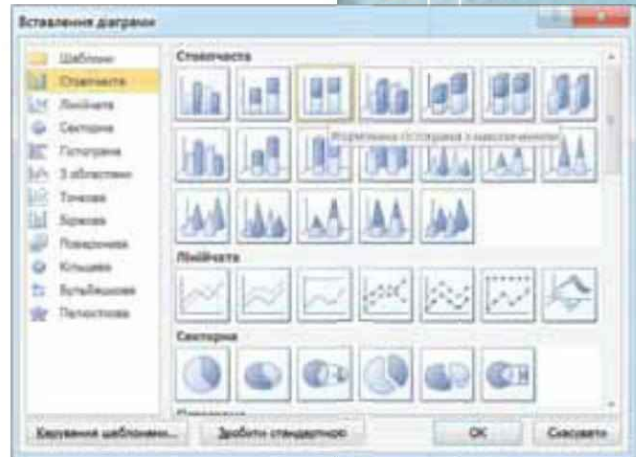 Вставлення діаграми
Шаблони
Стовпчаста
Лінійчата
Секторна
Гістограма
З областями
Точкова
Біржова
Поверхнева
Кільцева
Бульбашкова
Пелюсткова
Стовпчаста
Нормована гістограма з накопиченням
Лінійчата
Секторна
Керування шаблонами...
Зробити стандартною
ОК
Скасувати